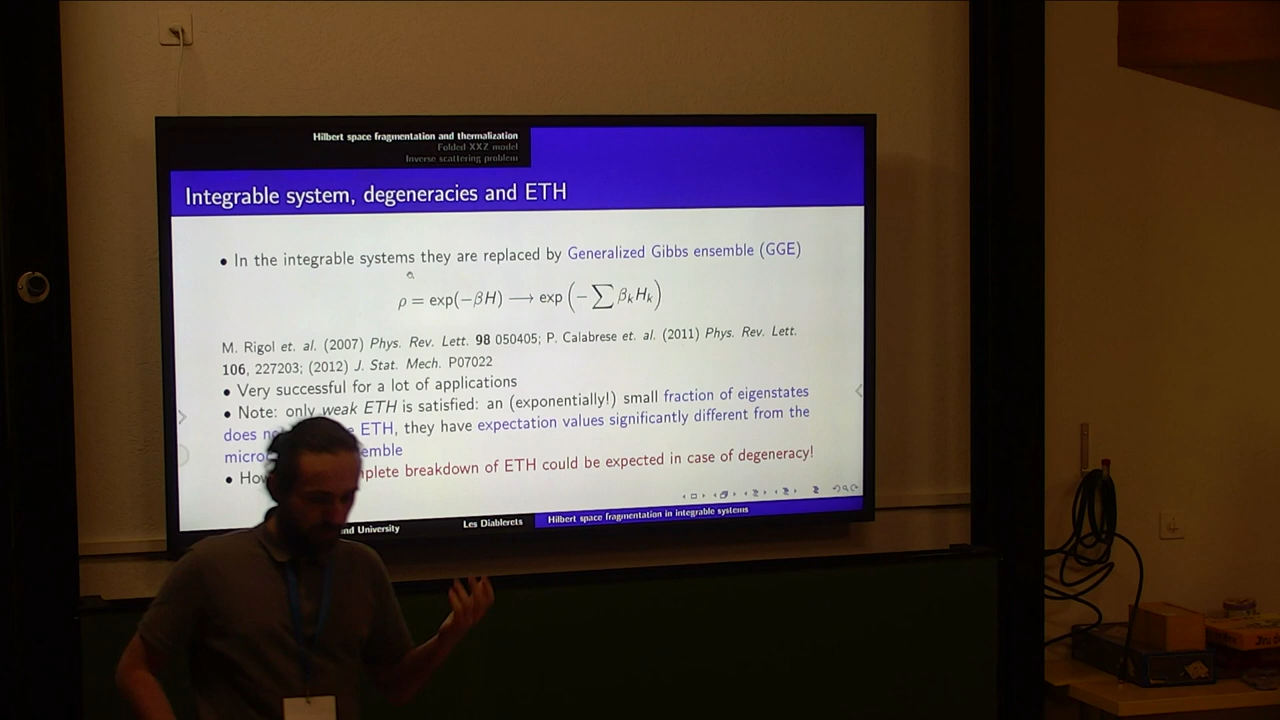 Hilbert space fragmentation and thermalization
Folded XXZ model
Inverse scattering problem
Integrable system, degeneracies and ETH
• In the integrable systems they are replaced by Generalized Gibbs ensemble (GGE)
ρ = exp(−βH) ⟶ exp (−∑ βₖHₖ)
M. Rigol et. al. (2007) Phys. Rev. Lett. 98 050405; P. Calabrese et. al. (2011) Phys. Rev. Lett.
106, 227203; (2012) J. Stat. Mech. P07022
• Very successful for a lot of applications
• Note: only weak ETH is satisfied: an (exponentially!) small fraction of eigenstates
does ETH, they have expectation values significantly different from the
• breakdown of ETH could be expected in case of degeneracy!
University
Les Diablerets
Hilbert space fragmentation in integrable systems